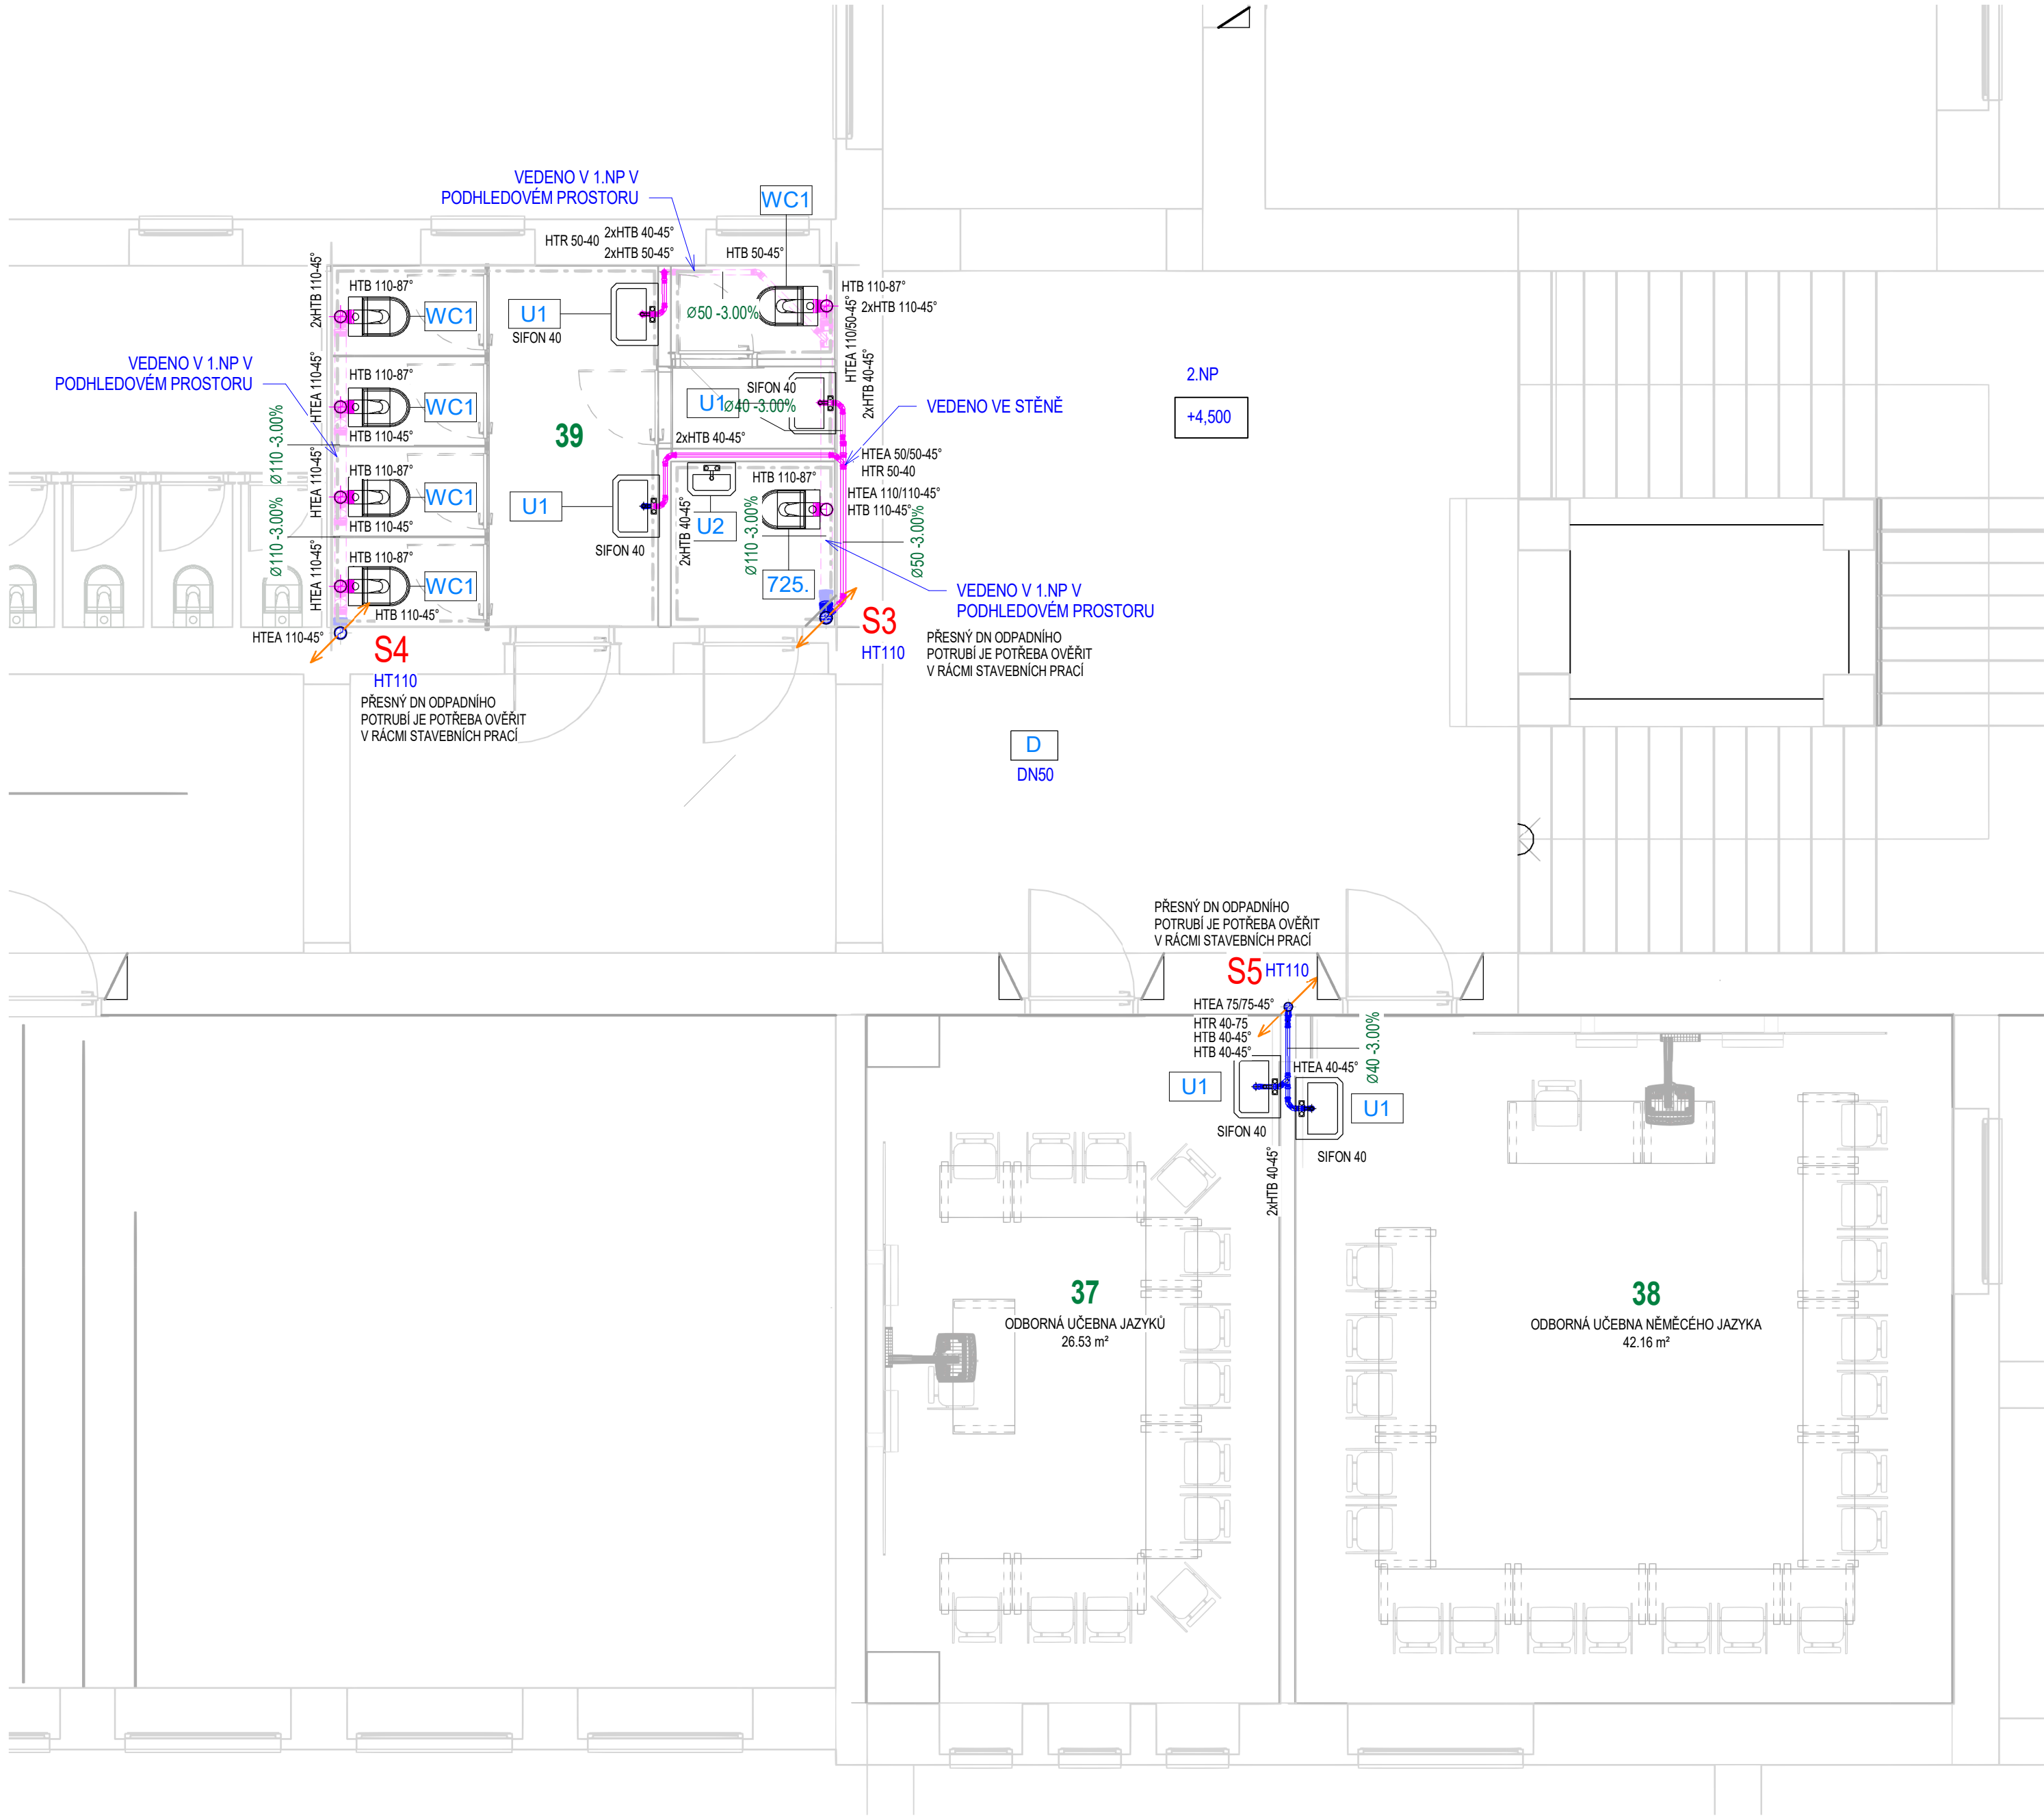 VEDENO V 1.NP V
PODHLEDOVÉM PROSTORU
WC1
HTR 50-40
2xHTB 40-45°
2xHTB 50-45°
HTB 50-45°
2xHTB 110-45°
HTB 110-87°
WC1
U1
SIFON 40
Ø50 -3.00%
HTB 110-87°
2xHTB 110-45°
HTEA 110/50-45°
2xHTB 40-45°
VEDENO V 1.NP V
PODHLEDOVÉM PROSTORU
HTEA 110-45°
HTB 110-87°
WC1
HTB 110-45°
Ø110 -3.00%
39
SIFON 40
U1
Ø40 -3.00%
2xHTB 40-45°
VEDENO VE STĚNĚ
2.NP
+4,500
HTEA 50/50-45°
HTR 50-40
HTEA 110-45°
HTB 110-87°
WC1
HTB 110-45°
Ø110 -3.00%
U1
SIFON 40
2xHTB 40-45°
U2
HTB 110-87°
Ø110 -3.00%
725.
HTEA 110/110-45°
HTB 110-45°
Ø50 -3.00%
HTEA 110-45°
HTB 110-87°
WC1
HTB 110-45°
HTEA 110-45°
S4
HT110
PŘESNÝ DN ODPADNÍHO
POTRUBÍ JE POTŘEBA OVĚŘIT
V RÁCMI STAVEBNÍCH PRACÍ
VEDENO V 1.NP V
PODHLEDOVÉM PROSTORU
S3
HT110
PŘESNÝ DN ODPADNÍHO
POTRUBÍ JE POTŘEBA OVĚŘIT
V RÁCMI STAVEBNÍCH PRACÍ
D
DN50
PŘESNÝ DN ODPADNÍHO
POTRUBÍ JE POTŘEBA OVĚŘIT
V RÁCMI STAVEBNÍCH PRACÍ
S5
HT110
HTEA 75/75-45°
HTR 40-75
HTB 40-45°
HTB 40-45°
Ø40 -3.00%
HTEA 40-45°
U1
U1
SIFON 40
SIFON 40
2xHTB 40-45°
37
ODBORNÁ UČEBNA JAZYKŮ
26.53 m²
38
ODBORNÁ UČEBNA NĚMĚCÉHO JAZYKA
42.16 m²